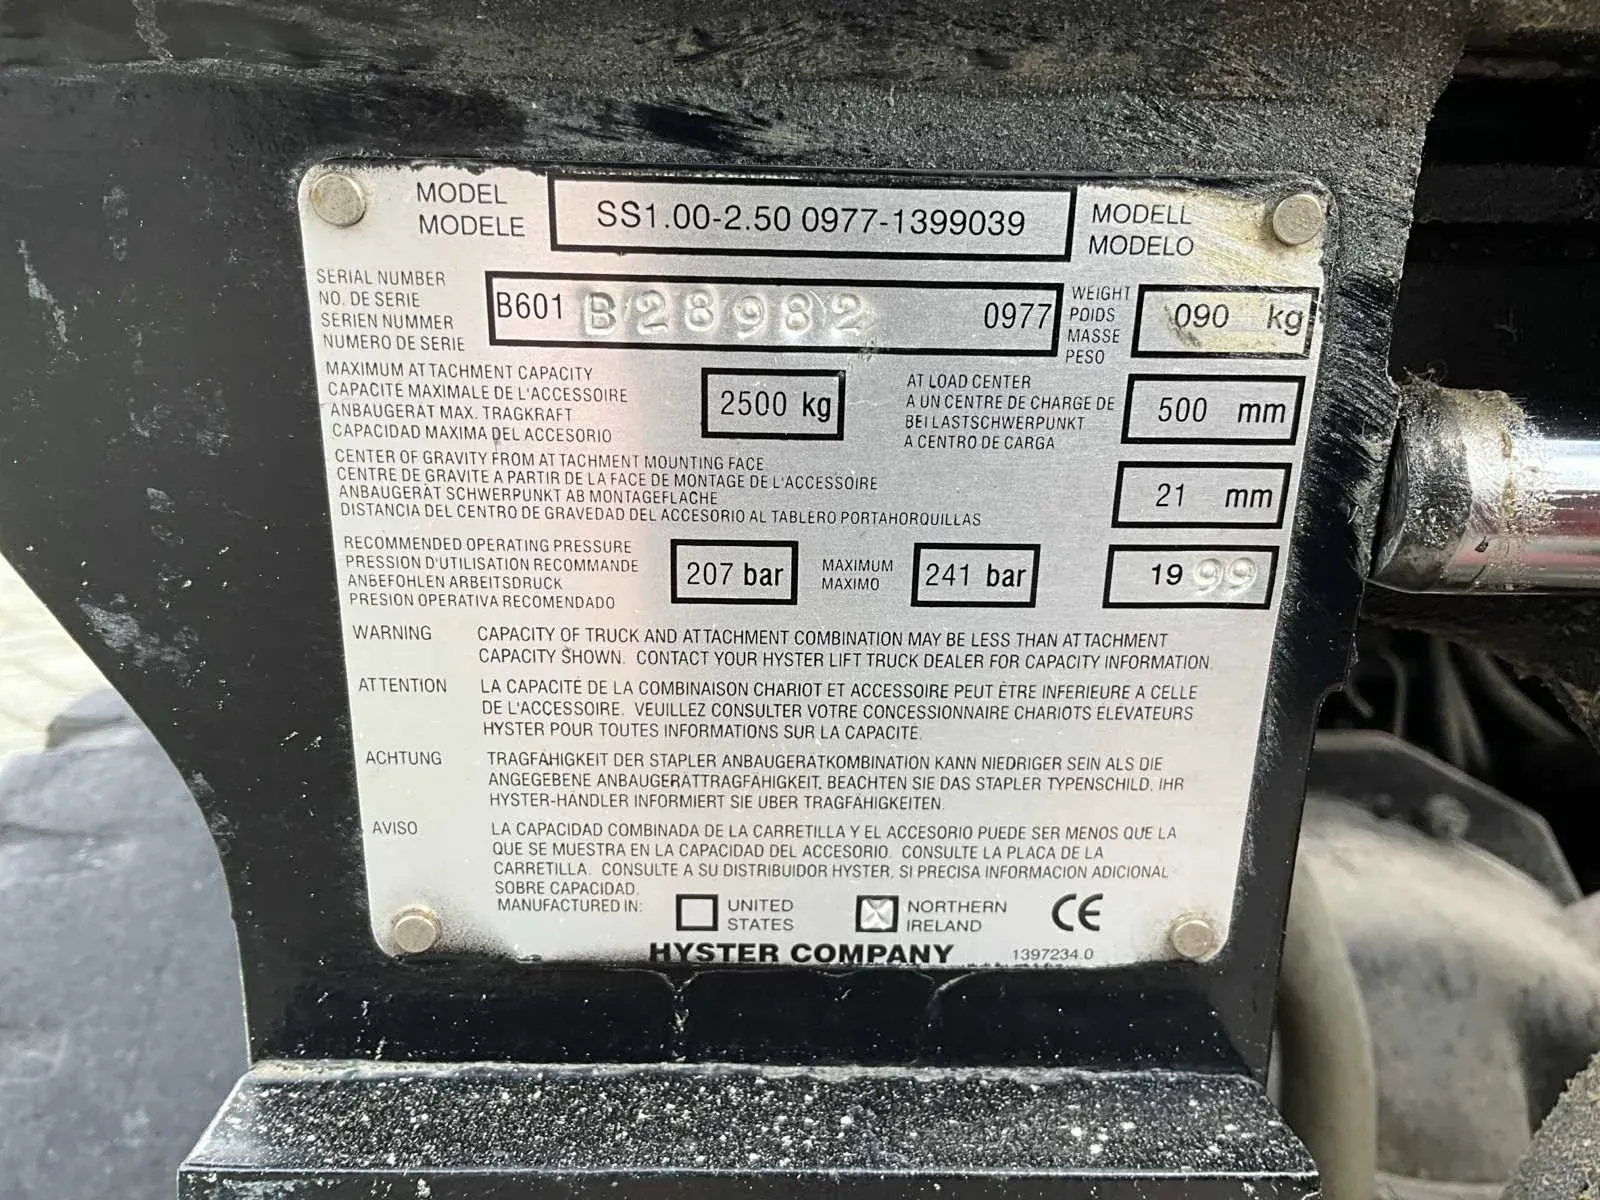 MODEL
MODELE
SS1.00-2.50 0977-1399039
MODELL
MODELO
SERIAL NUMBER
NO. DE SERIE
SERIEN NUMMER
NUMERO DE SERIE
B601 B28982 0977
WEIGHT
POIDS
MASSE
PESO
090 kg
MAXIMUM ATTACHMENT CAPACITY
CAPACITÉ MAXIMALE DE L'ACCESSOIRE
ANBAUGERAT MAX. TRAGKRAFT
CAPACIDAD MAXIMA DEL ACCESORIO
2500 kg
AT LOAD CENTER
A UN CENTRE DE CHARGE DE
BEI LASTSCHWERPUNKT
A CENTRO DE CARGA
500 mm
CENTER OF GRAVITY FROM ATTACHMENT MOUNTING FACE
CENTRE DE GRAVITE A PARTIR DE LA FACE DE MONTAGE DE L'ACCESSOIRE
ANBAUGERÄT SCHWERPUNKT AB MONTAGEFLACHE
DISTANCIA DEL CENTRO DE GRAVEDAD DEL ACCESORIO AL TABLERO PORTAHORQUILLAS
21 mm
RECOMMENDED OPERATING PRESSURE
PRESSION D'UTILISATION RECOMMANDE
ANBEFOHLEN ARBEITSDRUCK
PRESION OPERATIVA RECOMENDADO
207 bar
MAXIMUM
MAXIMO
241 bar
1999
WARNING CAPACITY OF TRUCK AND ATTACHMENT COMBINATION MAY BE LESS THAN ATTACHMENT
CAPACITY SHOWN. CONTACT YOUR HYSTER LIFT TRUCK DEALER FOR CAPACITY INFORMATION.
ATTENTION LA CAPACITÉ DE LA COMBINAISON CHARIOT ET ACCESSOIRE PEUT ÊTRE INFERIEURE A CELLE
DE L'ACCESSOIRE. VEUILLEZ CONSULTER VOTRE CONCESSIONNAIRE CHARIOTS ELEVATEURS
HYSTER POUR TOUTES INFORMATIONS SUR LA CAPACITE.
ACHTUNG TRAGFÄHIGKEIT DER STAPLER ANBAUGERATKOMBINATION KANN NIEDRIGER SEIN ALS DIE
ANGEGEBENE ANBAUGERÄTTRAGFÄHIGKEIT. BEACHTEN SIE DAS STAPLER TYPENSCHILD. IHR
HYSTER-HÄNDLER INFORMIERT SIE UBER TRAGFÄHIGKEITEN.
AVISO LA CAPACIDAD COMBINADA DE LA CARRETILLA Y EL ACCESORIO PUEDE SER MENOS QUE LA
QUE SE MUESTRA EN LA CAPACIDAD DEL ACCESORIO. CONSULTE LA PLACA DE LA
CARRETILLA. CONSULTE A SU DISTRIBUIDOR HYSTER, SI PRECISA INFORMACION ADICIONAL
SOBRE CAPACIDAD.
MANUFACTURED IN:
UNITED
STATES
NORTHERN
IRELAND
CE
HYSTER COMPANY
1397234.0